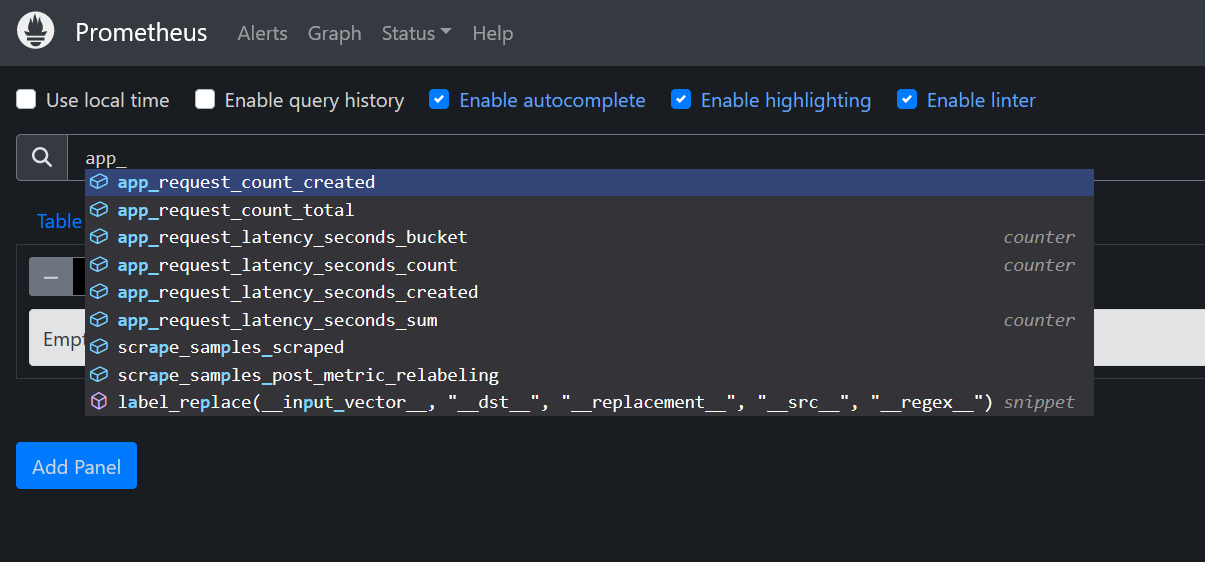 Prometheus Alerts Graph Status Help
Use local time Enable query history Enable autocomplete Enable highlighting Enable linter
app_
app_request_count_created
app_request_count_total
Table
app_request_latency_seconds_bucket counter
app_request_latency_seconds_count counter
app_request_latency_seconds_created
app_request_latency_seconds_sum counter
scrape_samples_scraped
scrape_samples_post_metric_relabeling
label_replace(__input_vector__, "__dst__", "__replacement__", "__src__", "__regex__") snippet
Add Panel